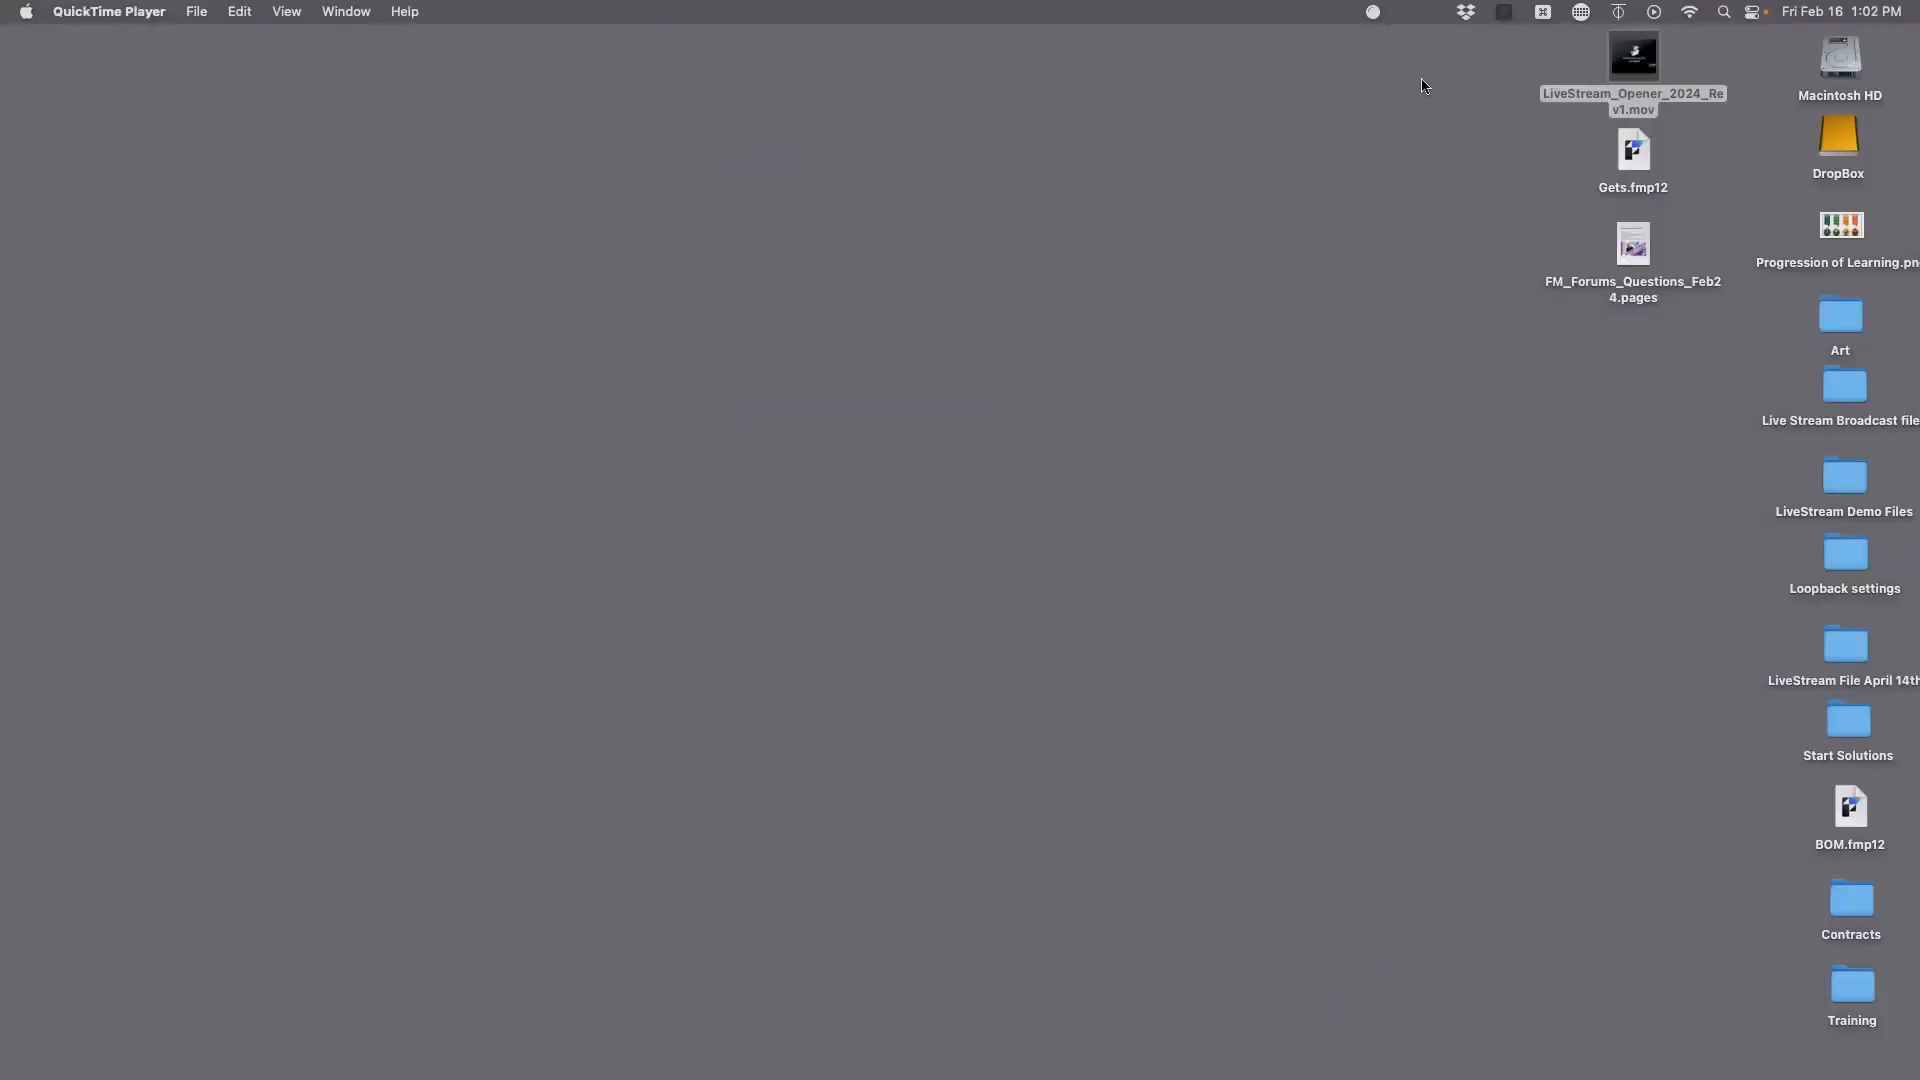 QuickTime Player File Edit View Window Help Fri Feb 16 1:02 PM
LiveStream_Opener_2024_Re
v1.mov
Gets.fmp12
FM_Forums_Questions_Feb2
4.pages
Macintosh HD
DropBox
Progression of Learning.pn
Art
Live Stream Broadcast file
LiveStream Demo Files
Loopback settings
LiveStream File April 14th
Start Solutions
BOM.fmp12
Contracts
Training